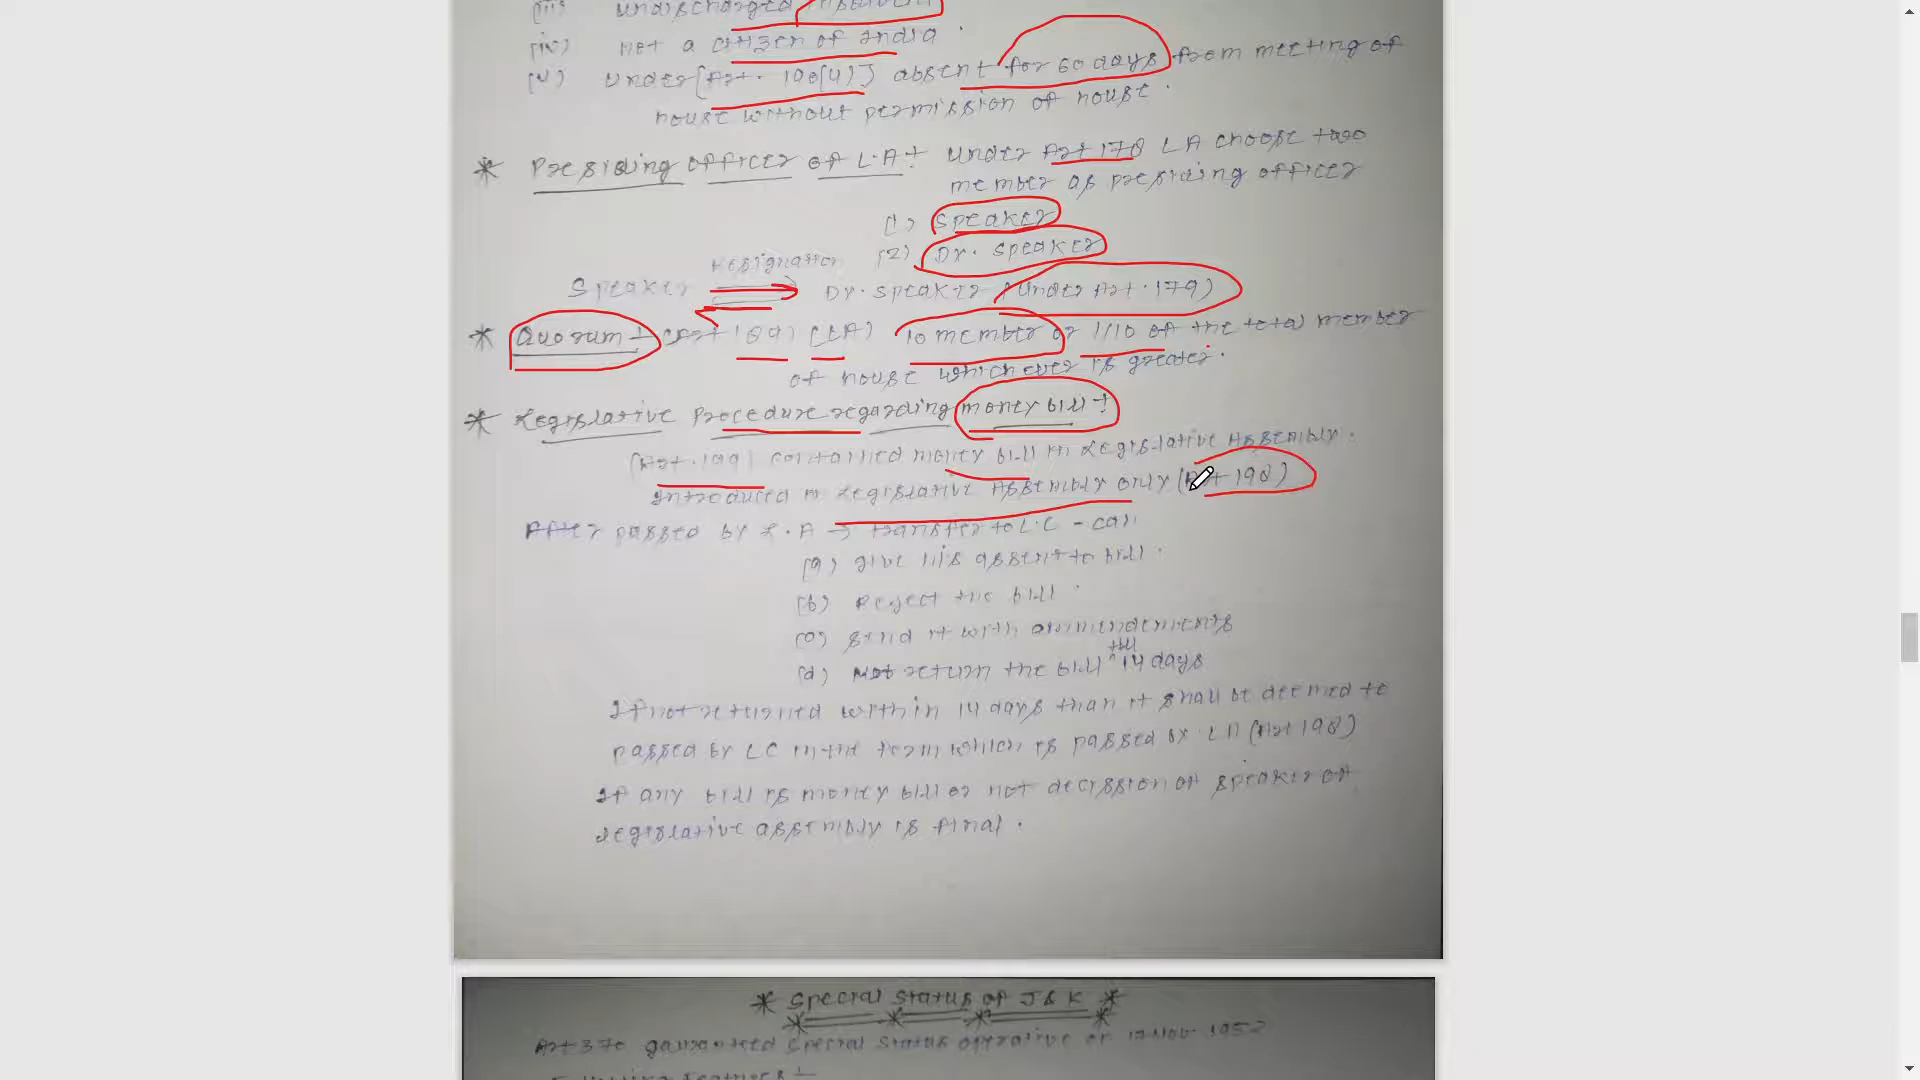 (iii) undischarged insolvent
(iv) not a citizen of India.
(v) under [Art. 190(4)] absent for 60 days from meeting of
house without permission of house.
* Presiding officer of L.A :- under Art 178 LA choose two
member as presiding officer
(1) Speaker
(2) Dy. Speaker
resignation
Speaker Dy. Speaker (under Art. 179)
* Quorum :- (Art 189) (LA) 10 member or 1/10 of the total member
of house which ever is greater.
* Legislative procedure regarding money bill :-
(Art. 199) contained money bill in Legislative Assembly.
Introduced in Legislative Assembly only (Art 198)
After passed by L.A → transfer to L.C - can
(a) give his assent to bill.
(b) Reject the bill.
(c) Send it with
(d) Not return the bill till 14 days
If not returned within 14 days than it shall be deemed to
passed by LC in the form which is passed by LA (Art 198)
If any bill is money bill or not decission of speaker of
legislative assembly is final.
* Special Status of J & K *
Art 370 special status operative on 17 Nov 1952